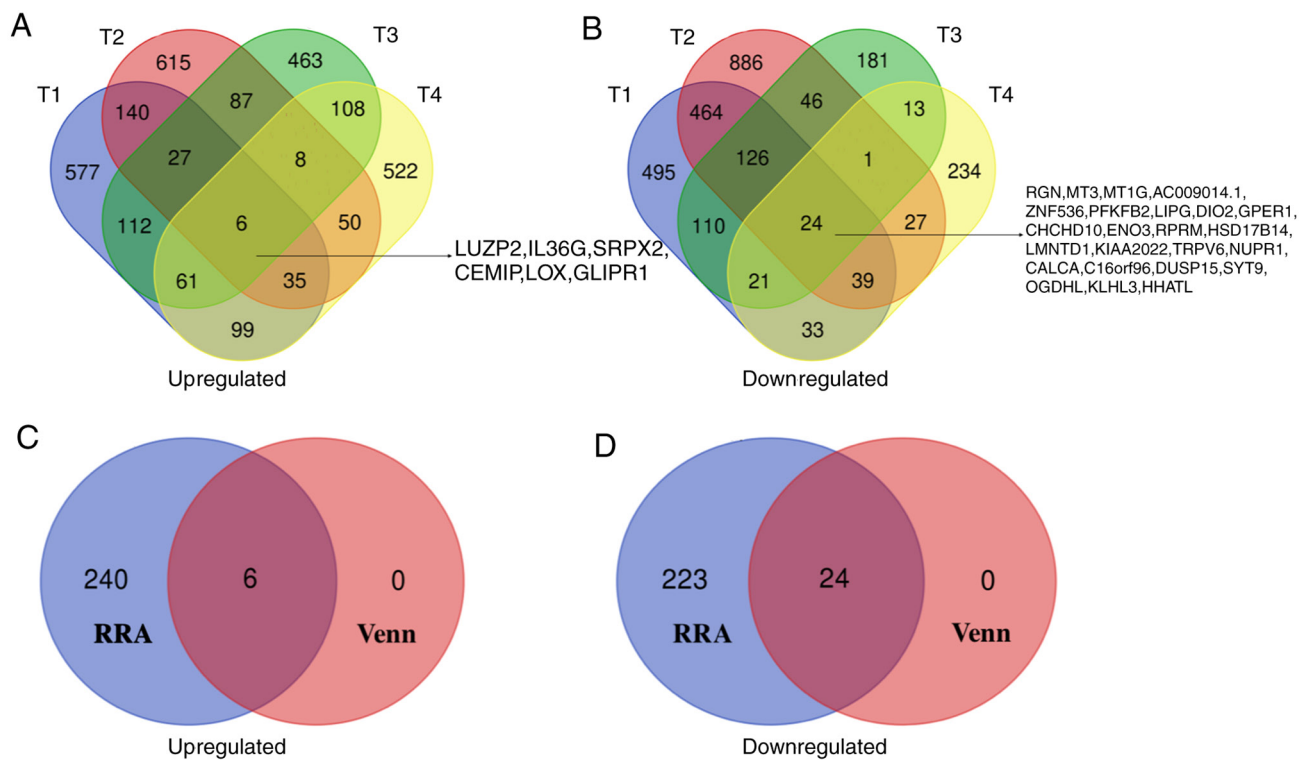 A
T2
T3
T1
T4
615
463
140
87
108
27
8
577
522
112
6
50
61
35
99
LUZP2,IL36G,SRPX2,
CEMIP,LOX,GLIPR1
Upregulated
B
T2
T3
T1
T4
886
181
464
46
13
126
1
495
234
110
24
27
21
39
33
RGN,MT3,MT1G,AC009014.1,
ZNF536,PFKFB2,LIPG,DIO2,GPER1,
CHCHD10,ENO3,RPRM,HSD17B14,
LMNTD1,KIAA2022,TRPV6,NUPR1,
CALCA,C16orf96,DUSP15,SYT9,
OGDHL,KLHL3,HHATL
Downregulated
C
240
6
0
RRA
Venn
Upregulated
D
223
24
0
RRA
Venn
Downregulated